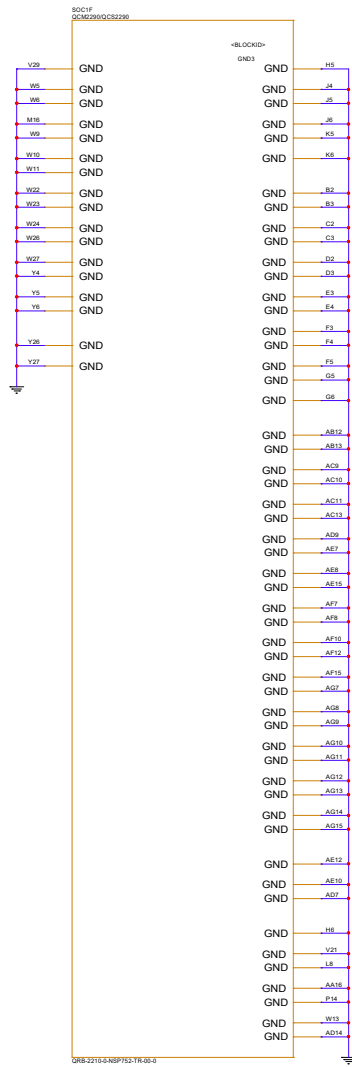 SOC1F
QCM2290/QCS2290
<BLOCKID>
GND3
V29 GND GND H5
W5 GND GND J4
W6 GND GND J5
M16 GND GND J6
W9 GND GND K5
W10 GND GND K6
W11 GND
W22 GND GND B2
W23 GND GND B3
W24 GND GND C2
W26 GND GND C3
W27 GND GND D2
Y4 GND GND D3
Y5 GND GND E3
Y6 GND GND E4
GND F3
Y26 GND GND F4
Y27 GND GND F5
GND G5
GND G6
GND AB12
GND AB13
GND AC9
GND AC10
GND AC11
GND AC13
GND AD9
GND AE7
GND AE8
GND AE15
GND AF7
GND AF8
GND AF10
GND AF12
GND AF15
GND AG7
GND AG8
GND AG9
GND AG10
GND AG11
GND AG12
GND AG13
GND AG14
GND AG15
GND AE12
GND AE10
GND AD7
GND H6
GND V21
GND L8
GND AA16
GND P14
GND W13
GND AD14
QRB-2210-0-NSP752-TR-00-0